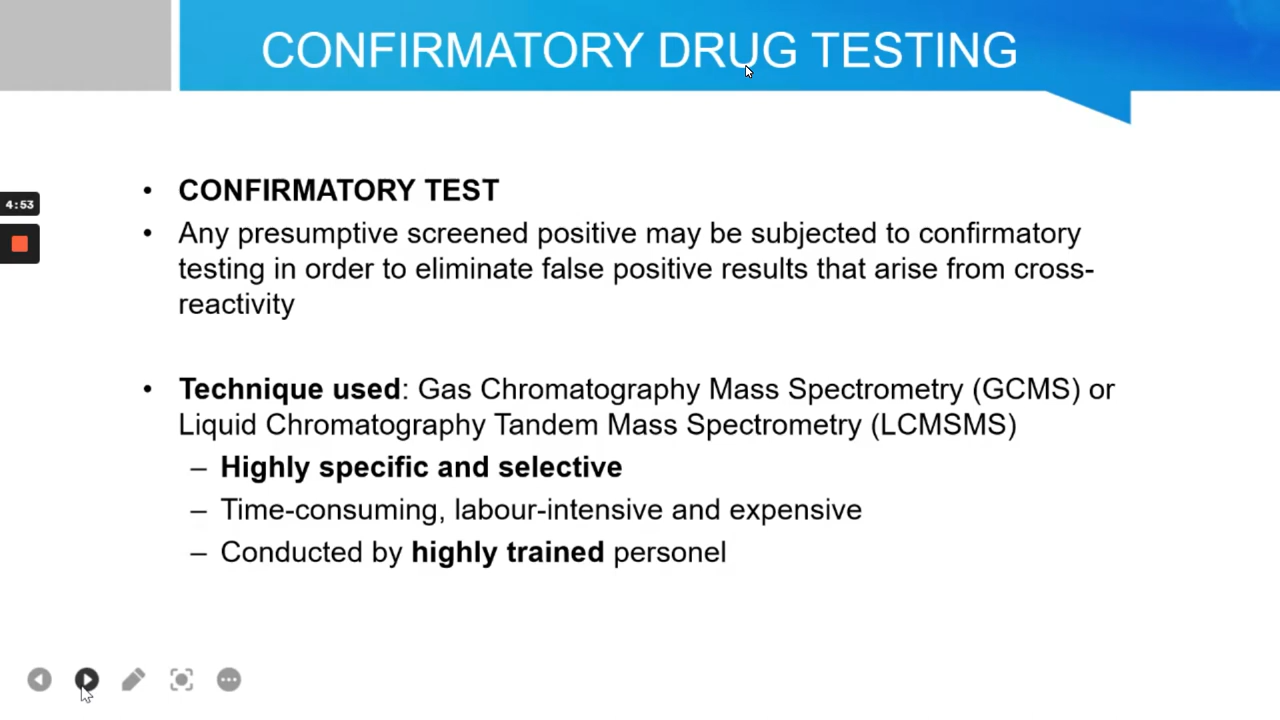 CONFIRMATORY DRUG TESTING
4:53
• CONFIRMATORY TEST
• Any presumptive screened positive may be subjected to confirmatory
testing in order to eliminate false positive results that arise from cross-
reactivity
• Technique used: Gas Chromatography Mass Spectrometry (GCMS) or
Liquid Chromatography Tandem Mass Spectrometry (LCMSMS)
– Highly specific and selective
– Time-consuming, labour-intensive and expensive
– Conducted by highly trained personel